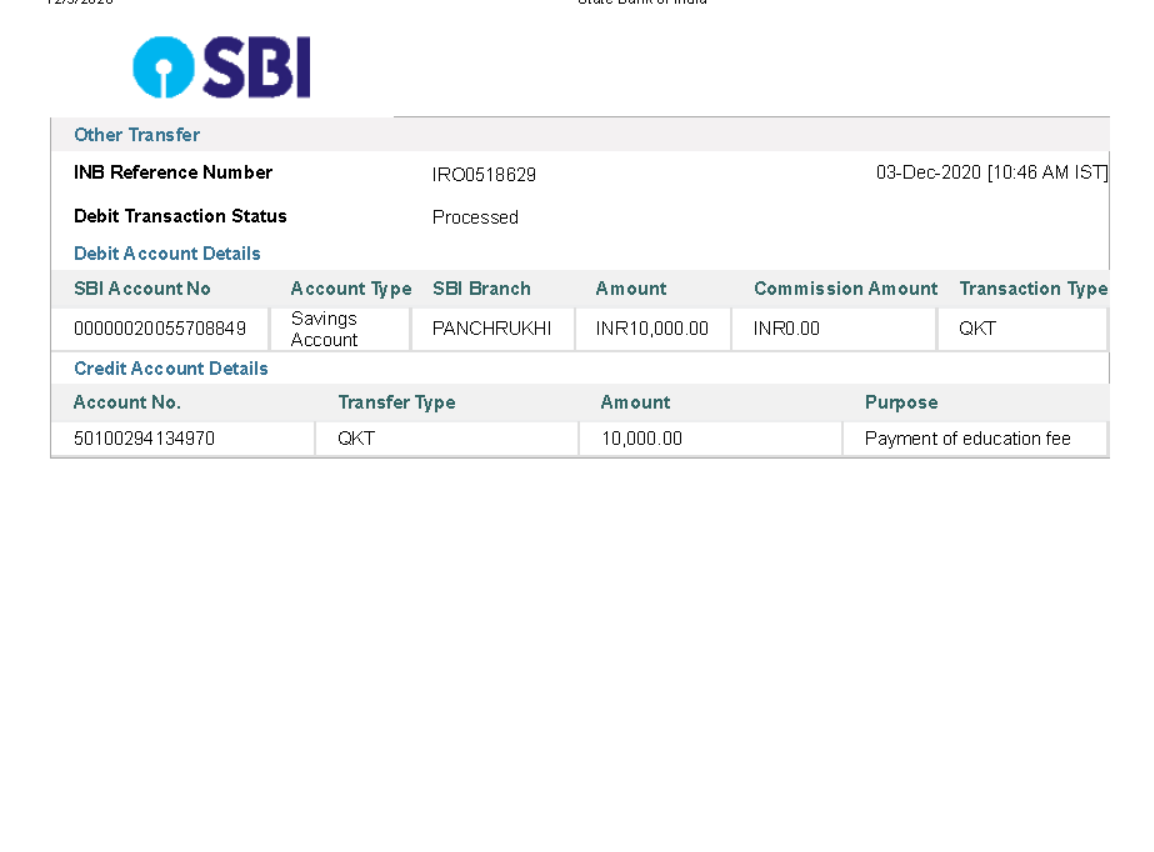 12/3/2020 State Bank of India
SBI
Other Transfer
INB Reference Number IRO0518629 03-Dec-2020 [10:46 AM IST]
Debit Transaction Status Processed
Debit Account Details
SBI Account No Account Type SBI Branch Amount Commission Amount Transaction Type
00000020055708849 Savings Account PANCHRUKHI INR10,000.00 INR0.00 QKT
Credit Account Details
Account No. Transfer Type Amount Purpose
50100294134970 QKT 10,000.00 Payment of education fee